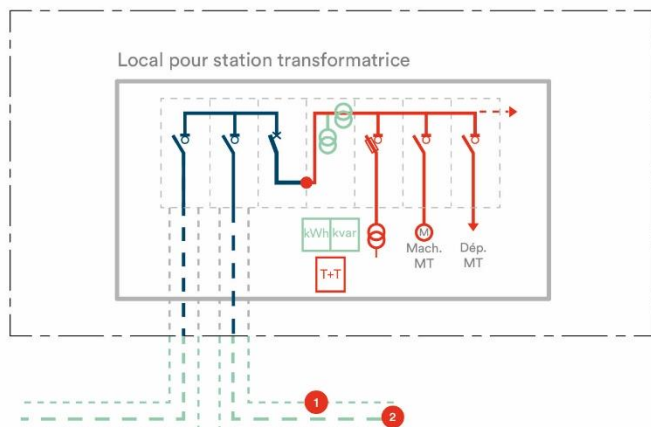 Local pour station transformatrice
kWh kvar
T+T
M
Mach.
MT
Dép.
MT
1
2